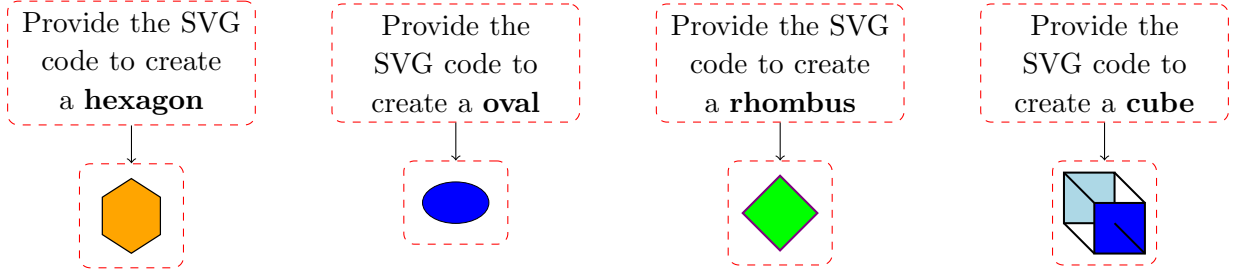 Provide the SVG
code to create
a hexagon
Provide the
SVG code to
create a oval
Provide the SVG
code to create
a rhombus
Provide the
SVG code to
create a cube